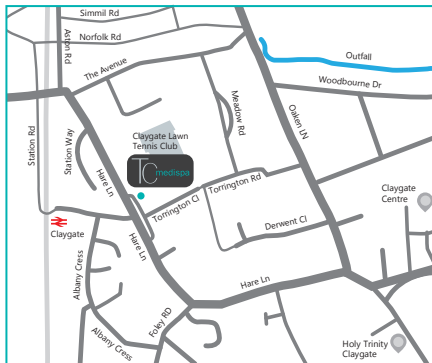 Simmil Rd
Norfolk Rd
Aston Rd
The Avenue
Outfall
Woodbourne Dr
Oaken LN
Meadow Rd
Station Rd
Station Way
Hare Ln
Claygate Lawn
Tennis Club
TC medispa
Torrington Rd
Torrington Cl
Claygate
Centre
Derwent Cl
Claygate
Hare Ln
Albany Cress
Hare Ln
Foley RD
Albany Cress
Holy Trinity
Claygate